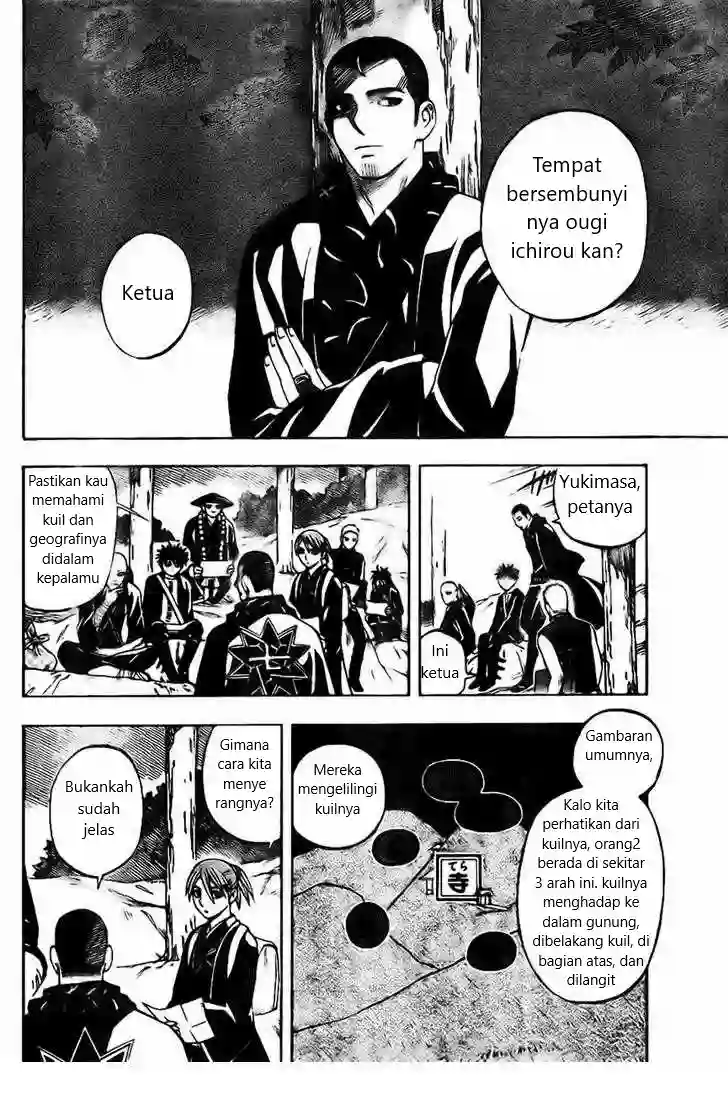 Tempat
bersembunyi
nya ougi
ichirou kan?
Ketua
Yukimasa,
petanya
Ini
ketua
Pastikan kau
memahami
kuil dan
geografinya
didalam
kepalamu
Gambaran
umumnya,
Kalo kita
perhatikan dari
kuilnya, orang2
berada di sekitar
3 arah ini. kuilnya
menghadap ke
dalam gunung,
dibelakang kuil, di
bagian atas, dan
dilangit
Mereka
mengelilingi
kuilnya
てら
寺
Gimana
cara kita
menye
rangnya?
Bukankah
sudah
jelas